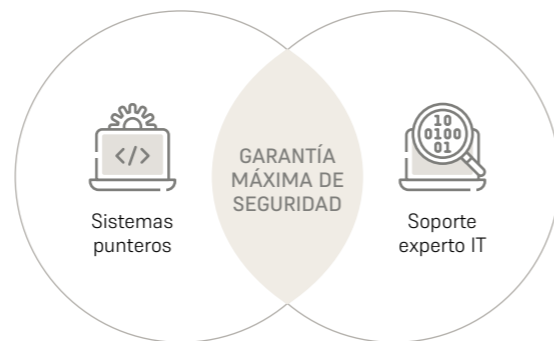 </>
Sistemas
punteros
GARANTÍA
MÁXIMA DE
SEGURIDAD
10
0100
01
Soporte
experto IT